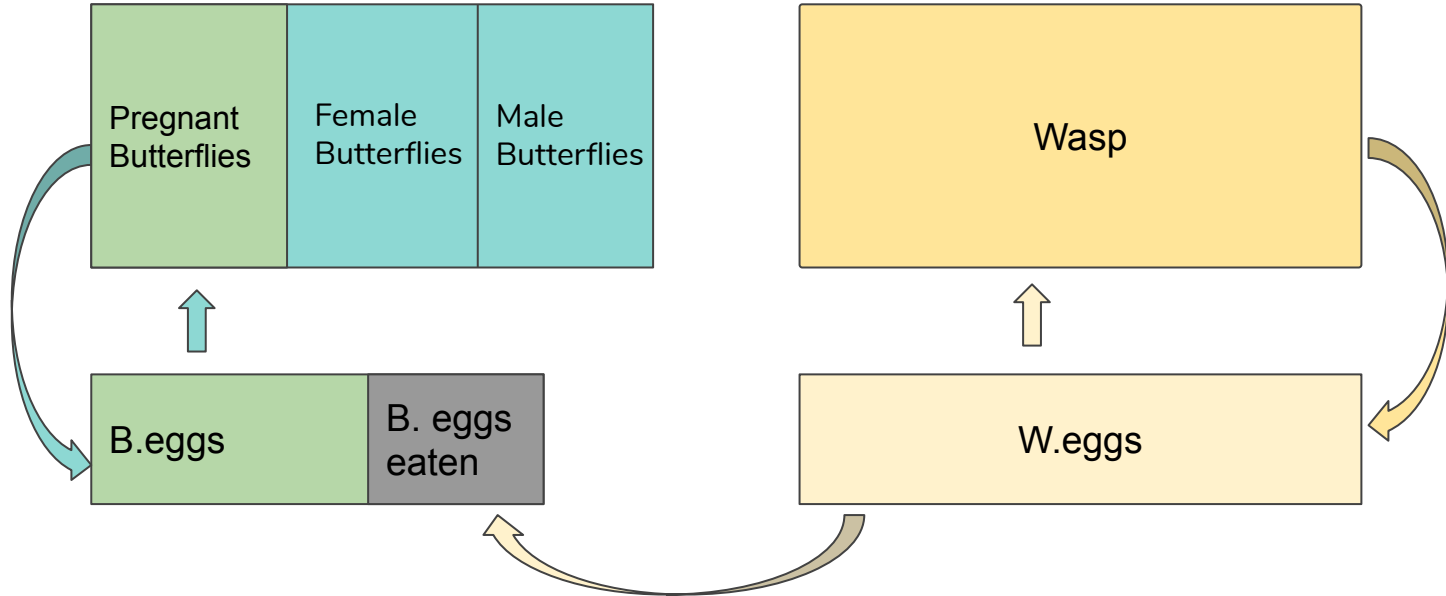 Pregnant
Butterflies
Female
Butterflies
Male
Butterflies
Wasp
B.eggs
B. eggs
eaten
W.eggs